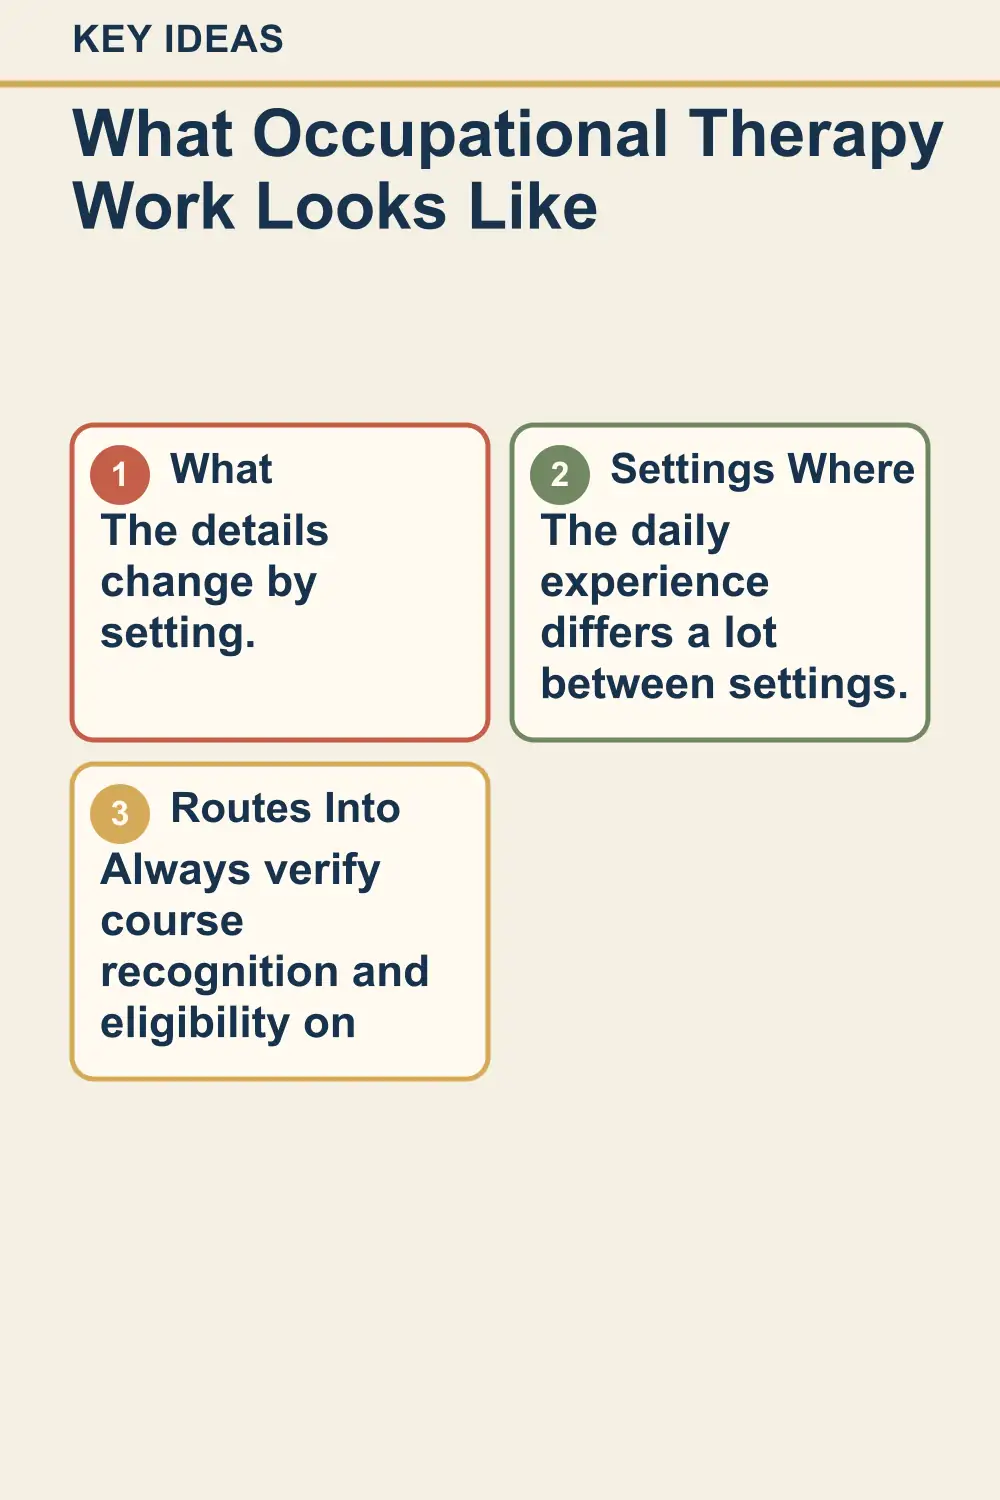 KEY IDEAS
What Occupational Therapy
Work Looks Like
1 What
The details
change by
setting.
2 Settings Where
The daily
experience
differs a lot
between settings.
3 Routes Into
Always verify
course
recognition and
eligibility on